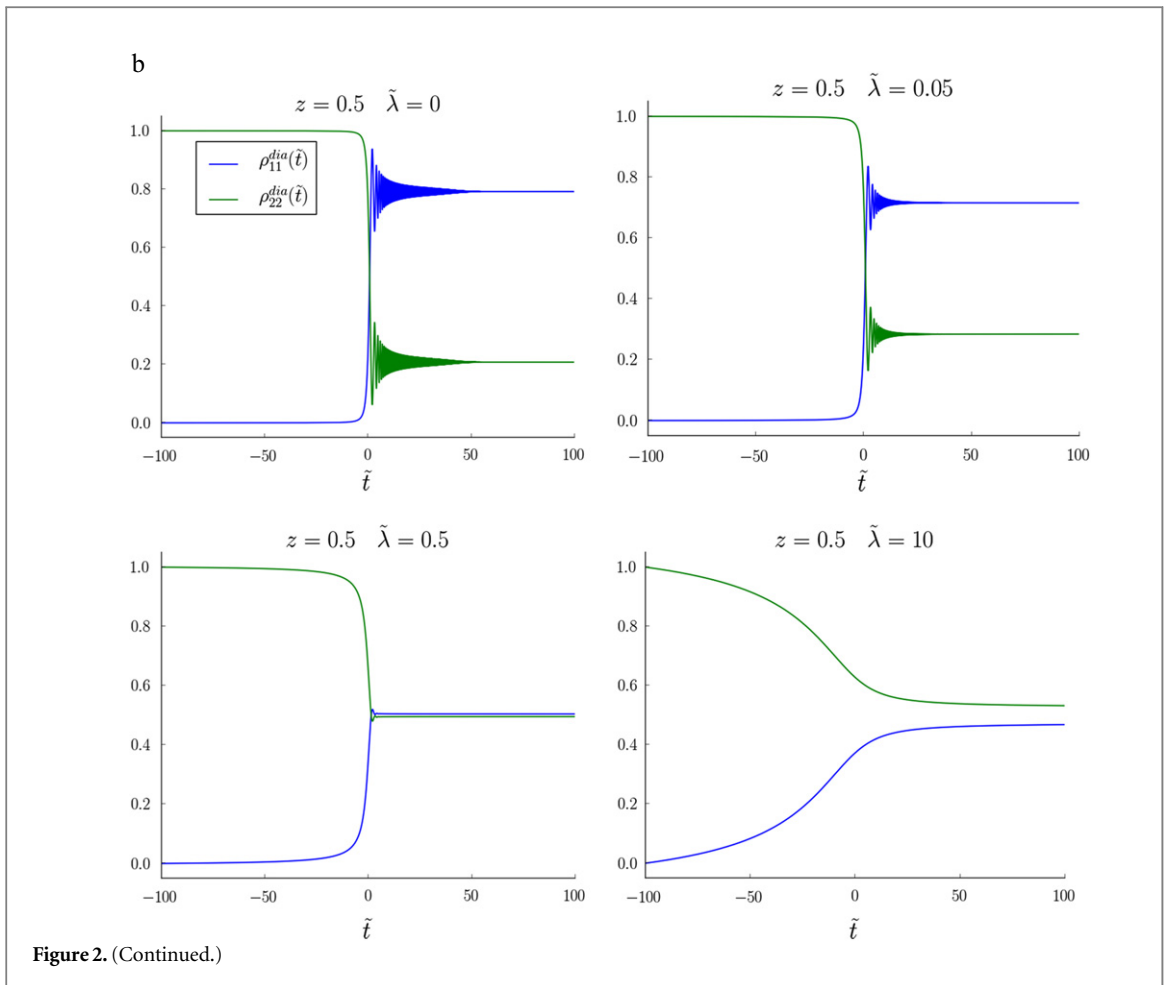 b
z = 0.5 λ̃ = 0
1.0
0.8
0.6
0.4
0.2
0.0
ρ₁₁ᵈⁱᵃ(t̃)
ρ₂₂ᵈⁱᵃ(t̃)
−100 −50 0 50 100
t̃
z = 0.5 λ̃ = 0.05
1.0
0.8
0.6
0.4
0.2
0.0
−100 −50 0 50 100
t̃
z = 0.5 λ̃ = 0.5
1.0
0.8
0.6
0.4
0.2
0.0
−100 −50 0 50 100
t̃
z = 0.5 λ̃ = 10
1.0
0.8
0.6
0.4
0.2
0.0
−100 −50 0 50 100
t̃
Figure 2. (Continued.)